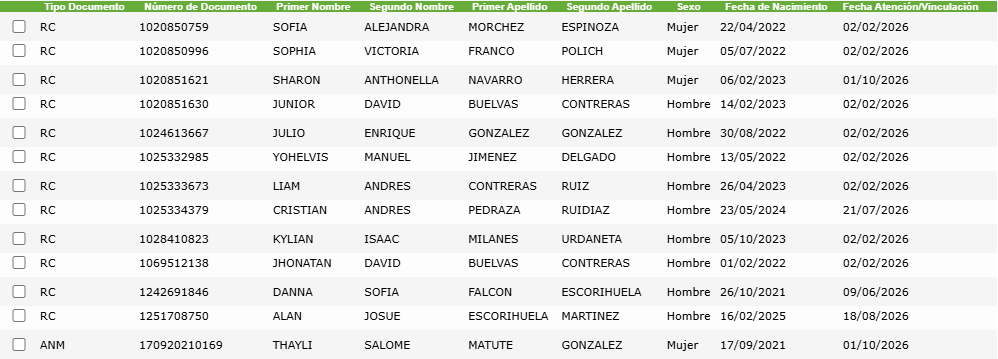 Tipo Documento Número de Documento Primer Nombre Segundo Nombre Primer Apellido Segundo Apellido Sexo Fecha de Nacimiento Fecha Atención/Vinculación
RC 1020850759 SOFIA ALEJANDRA MORCHEZ ESPINOZA Mujer 22/04/2022 02/02/2026
RC 1020850996 SOPHIA VICTORIA FRANCO POLICH Mujer 05/07/2022 02/02/2026
RC 1020851621 SHARON ANTHONELLA NAVARRO HERRERA Mujer 06/02/2023 01/10/2026
RC 1020851630 JUNIOR DAVID BUELVAS CONTRERAS Hombre 14/02/2023 02/02/2026
RC 1024613667 JULIO ENRIQUE GONZALEZ GONZALEZ Hombre 30/08/2022 02/02/2026
RC 1025332985 YOHELVIS MANUEL JIMENEZ DELGADO Hombre 13/05/2022 02/02/2026
RC 1025333673 LIAM ANDRES CONTRERAS RUIZ Hombre 26/04/2023 02/02/2026
RC 1025334379 CRISTIAN ANDRES PEDRAZA RUIDIAZ Hombre 23/05/2024 21/07/2026
RC 1028410823 KYLIAN ISAAC MILANES URDANETA Hombre 05/10/2023 02/02/2026
RC 1069512138 JHONATAN DAVID BUELVAS CONTRERAS Hombre 01/02/2022 02/02/2026
RC 1242691846 DANNA SOFIA FALCON ESCORIHUELA Hombre 26/10/2021 09/06/2026
RC 1251708750 ALAN JOSUE ESCORIHUELA MARTINEZ Hombre 16/02/2025 18/08/2026
ANM 170920210169 THAYLI SALOME MATUTE GONZALEZ Mujer 17/09/2021 01/10/2026